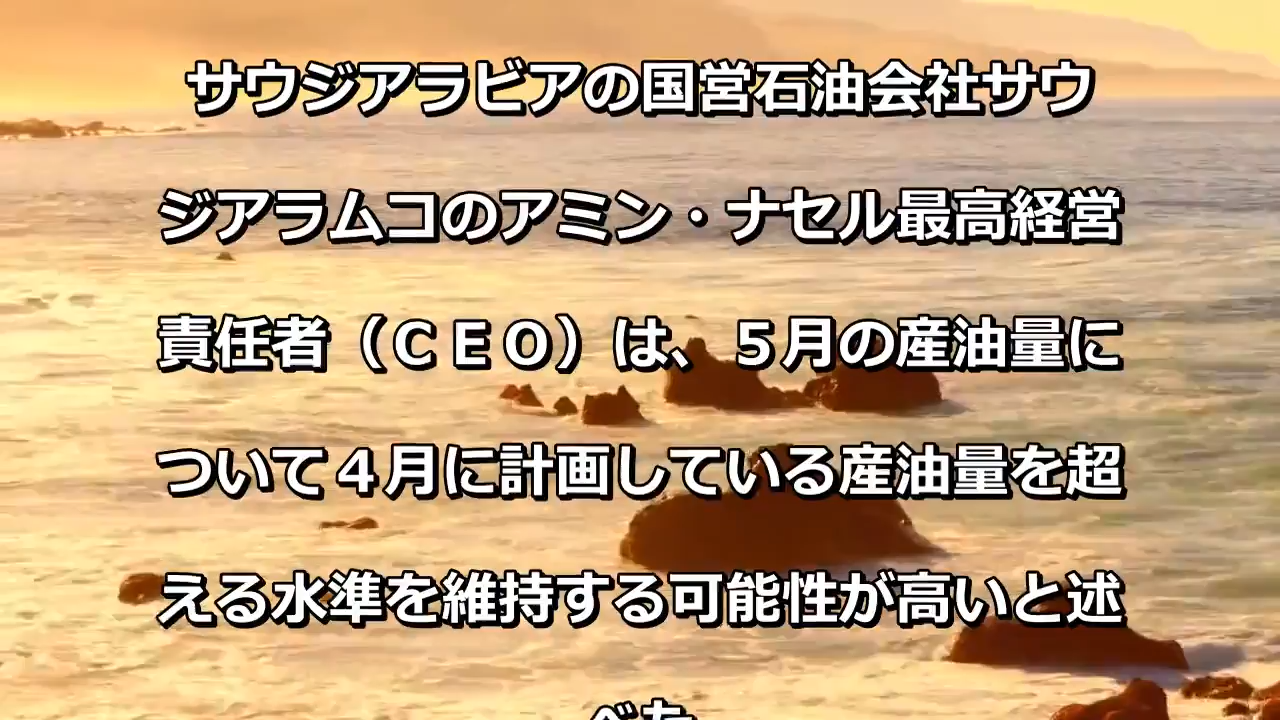 サウジアラビアの国営石油会社サウ
ジアラムコのアミン・ナセル最高経営
責任者（ＣＥＯ）は、５月の産油量に
ついて４月に計画している産油量を超
える水準を維持する可能性が高いと述
べた